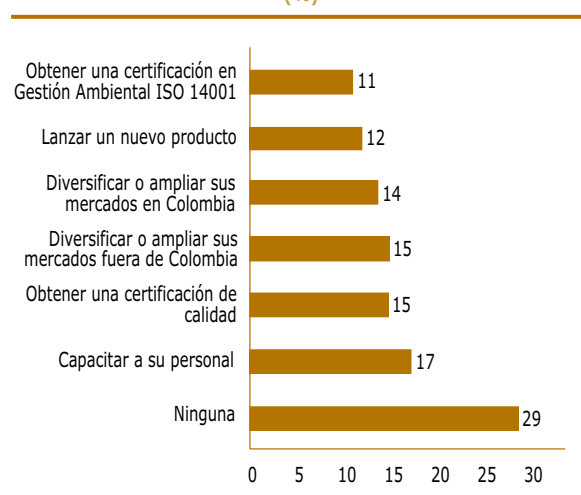 Obtener una certificación en
Gestión Ambiental ISO 14001
11
Lanzar un nuevo producto
12
Diversificar o ampliar sus
mercados en Colombia
14
Diversificar o ampliar sus
mercados fuera de Colombia
15
Obtener una certificación de
calidad
15
Capacitar a su personal
17
Ninguna
29
0 5 10 15 20 25 30